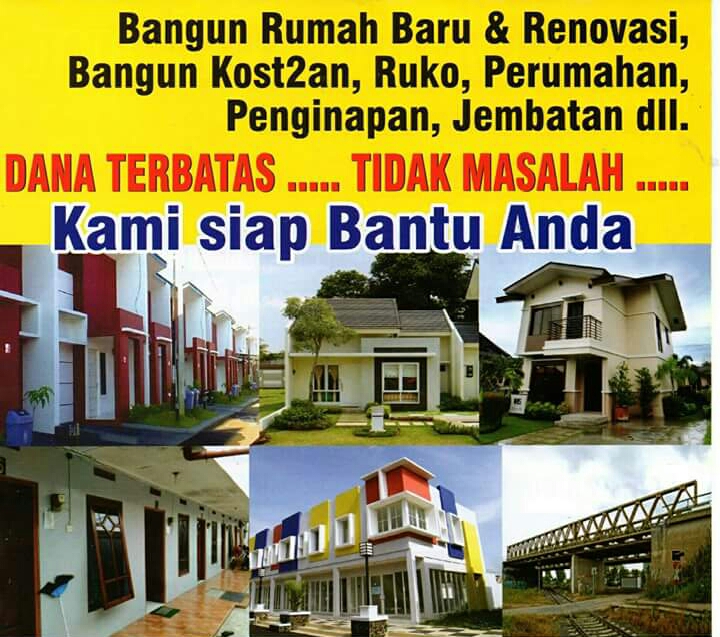 Bangun Rumah Baru & Renovasi,
Bangun Kost2an, Ruko, Perumahan,
Penginapan, Jembatan dll.
DANA TERBATAS ..... TIDAK MASALAH .....
Kami siap Bantu Anda